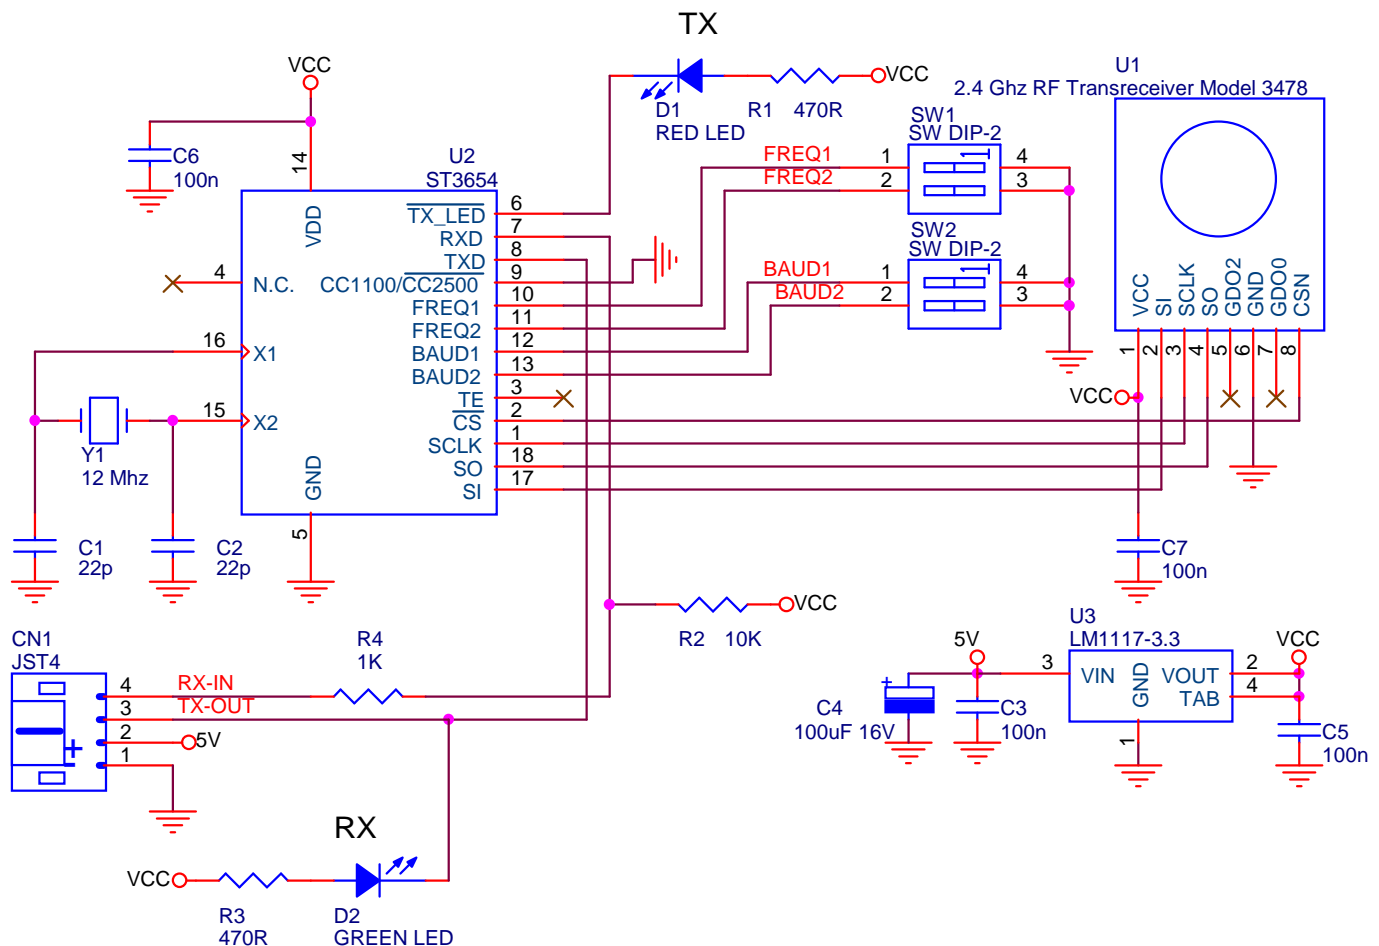 TX
VCC
C6
100n
14
VDD
U2
ST3654
D1
RED LED
R1 470R
VCC
U1
2.4 Ghz RF Transreceiver Model 3478
SW1
SW DIP-2
FREQ1
FREQ2
1
2
4
3
SW2
SW DIP-2
BAUD1
BAUD2
1
2
4
3
TX_LED 6
RXD 7
TXD 8
CC1100/CC2500 9
FREQ1 10
FREQ2 11
BAUD1 12
BAUD2 13
TE 3
CS 2
SCLK 1
SO 18
SI 17
4 N.C.
16 X1
15 X2
GND
5
Y1
12 Mhz
C1
22p
C2
22p
VCC
SI
SCLK
SO
GDO2
GND
GDO0
CSN
1
2
3
4
5
6
7
8
VCC
C7
100n
R2 10K
VCC
CN1
JST4
R4
1K
4 RX-IN
3 TX-OUT
2 5V
1
+
-
RX
VCC
R3
470R
D2
GREEN LED
U3
LM1117-3.3
5V
3 VIN
GND
1
VOUT 2
TAB 4
VCC
+
C4
100uF 16V
C3
100n
C5
100n